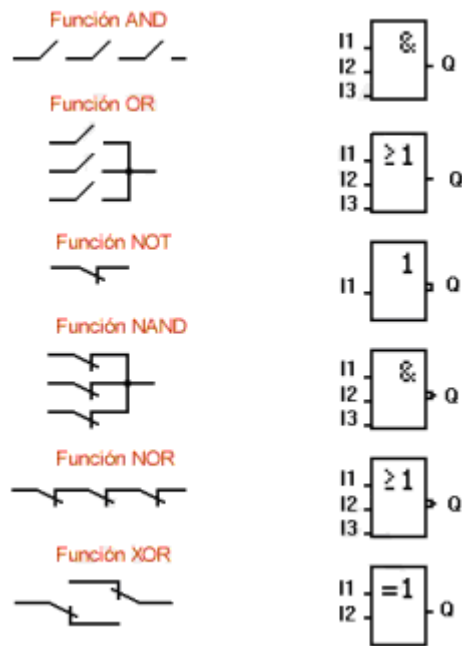 Función AND
I1 &
I2 Q
I3
Función OR
I1 ≥1
I2 Q
I3
Función NOT
1
I1 Q
Función NAND
I1 &
I2 Q
I3
Función NOR
I1 ≥1
I2 Q
I3
Función XOR
I1 =1
I2 Q